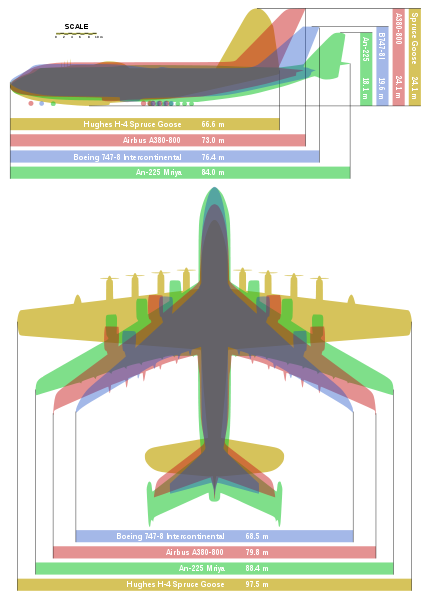 SCALE
Spruce Goose 24.1 m
A380-800 24.1 m
B747-8I 19.6 m
An-225 18.1 m
Hughes H-4 Spruce Goose 66.6 m
Airbus A380-800 73.0 m
Boeing 747-8 Intercontinental 76.4 m
An-225 Mriya 84.0 m
Boeing 747-8 Intercontinental 68.5 m
Airbus A380-800 79.8 m
An-225 Mriya 88.4 m
Hughes H-4 Spruce Goose 97.5 m